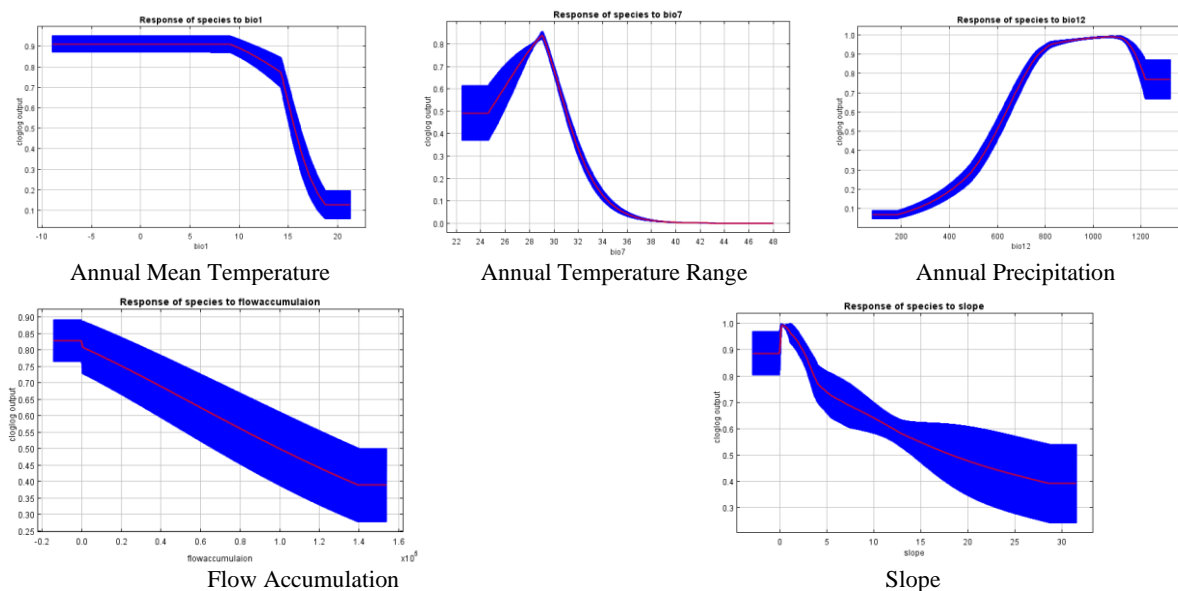 Response of species to bio1
cloglog output
0.9
0.8
0.7
0.6
0.5
0.4
0.3
0.2
0.1
-10 -5 0 5 10 15 20
bio1
Annual Mean Temperature
Response of species to bio7
cloglog output
0.8
0.7
0.6
0.5
0.4
0.3
0.2
0.1
0.0
22 24 26 28 30 32 34 36 38 40 42 44 46 48
bio7
Annual Temperature Range
Response of species to bio12
cloglog output
1.0
0.9
0.8
0.7
0.6
0.5
0.4
0.3
0.2
0.1
200 400 600 800 1000 1200
bio12
Annual Precipitation
Response of species to flowaccumulaion
cloglog output
0.90
0.85
0.80
0.75
0.70
0.65
0.60
0.55
0.50
0.45
0.40
0.35
0.30
0.25
-0.2 0.0 0.2 0.4 0.6 0.8 1.0 1.2 1.4 1.6
flowaccumulaion
Flow Accumulation
Response of species to slope
cloglog output
1.0
0.9
0.8
0.7
0.6
0.5
0.4
0.3
0 5 10 15 20 25 30
slope
Slope